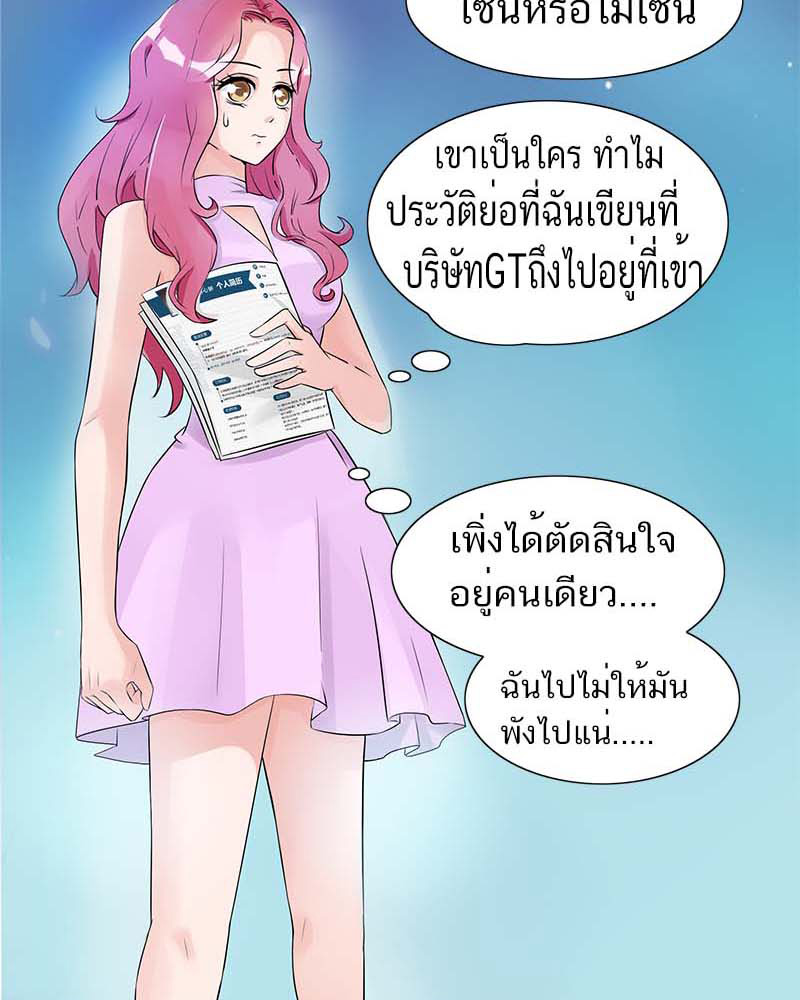 เซ็นหรือไม่เซ็น
เขาเป็นใคร ทำไม
ประวัติย่อที่ฉันเขียนที่
บริษัทGTถึงไปอยู่ที่เขา
个人简历
เพิ่งได้ตัดสินใจ
อยู่คนเดียว....
ฉันไปไม่ให้มัน
พังไปแน่.....